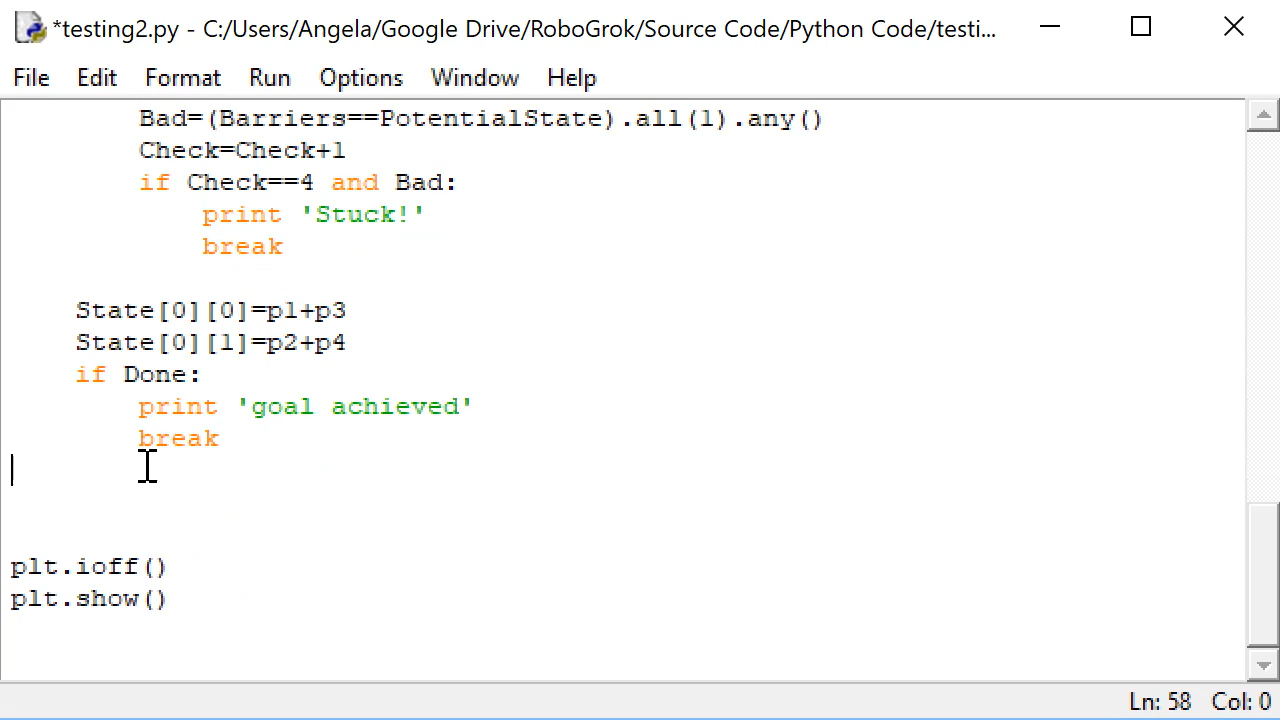 *testing2.py - C:/Users/Angela/Google Drive/RoboGrok/Source Code/Python Code/testi...
File Edit Format Run Options Window Help
Bad=(Barriers==PotentialState).all(1).any()
Check=Check+1
if Check==4 and Bad:
print 'Stuck!'
break
State[0][0]=p1+p3
State[0][1]=p2+p4
if Done:
print 'goal achieved'
break
plt.ioff()
plt.show()
Ln: 58 Col: 0